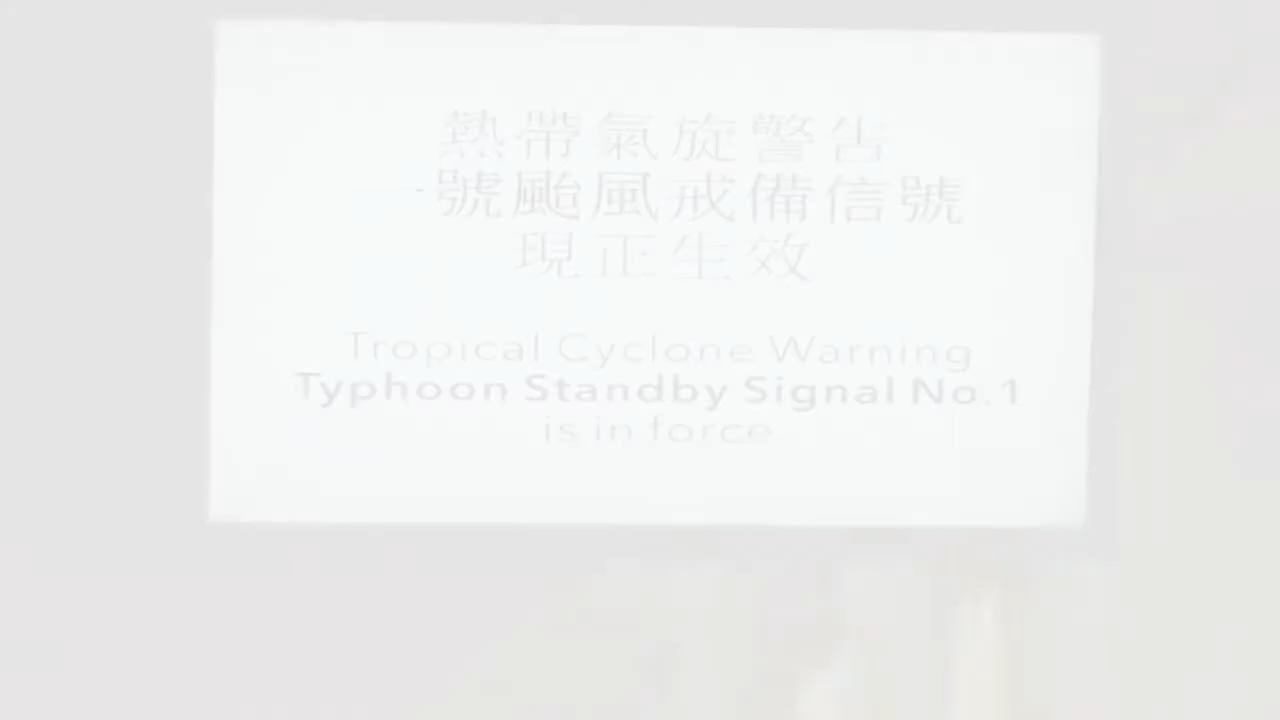 熱帶氣旋警告
一號颱風戒備信號
現正生效
Tropical Cyclone Warning
Typhoon Standby Signal No.1
is in force